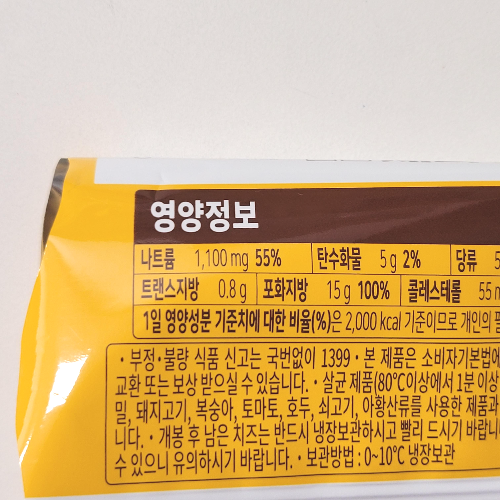 영양정보
나트륨 1,100 mg 55% 탄수화물 5 g 2% 당류
트랜스지방 0.8 g 포화지방 15 g 100% 콜레스테롤 55
1일 영양성분 기준치에 대한 비율(%)은 2,000 kcal 기준이므로 개인의
• 부정•불량 식품 신고는 국번없이 1399 • 본 제품은 소비자기본법에
교환 또는 보상 받으실 수 있습니다. • 살균 제품(80℃이상에서 1분 이상
밀, 돼지고기, 복숭아, 토마토, 호두, 쇠고기, 아황산류를 사용한 제품과
니다. • 개봉 후 남은 치즈는 반드시 냉장보관하시고 빨리 드시기 바랍니
수 있으니 유의하시기 바랍니다. • 보관방법 : 0~10℃ 냉장보관